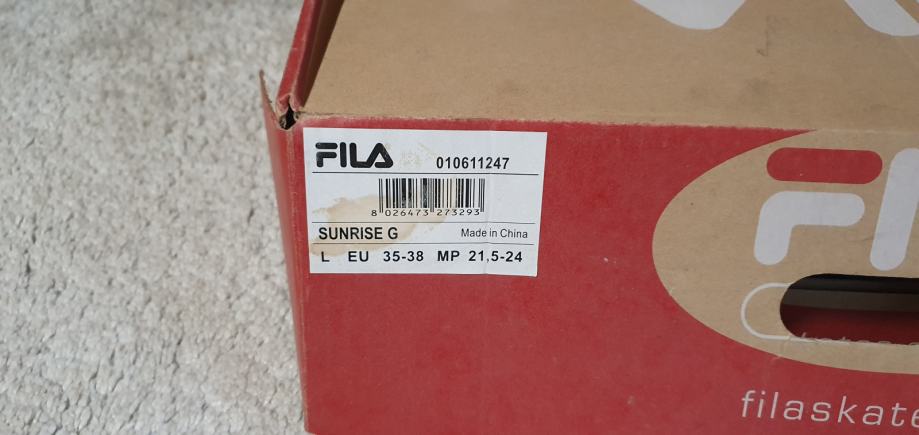 FILA 010611247
8 026473 273293
SUNRISE G Made in China
L EU 35-38 MP 21,5-24
filaskate